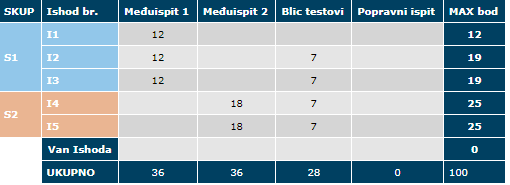 SKUP Ishod br. Međuispit 1 Međuispit 2 Blic testovi Popravni ispit MAX bod
S1 I1 12 12
I2 12 7 19
I3 12 7 19
S2 I4 18 7 25
I5 18 7 25
Van Ishoda 0
UKUPNO 36 36 28 0 100